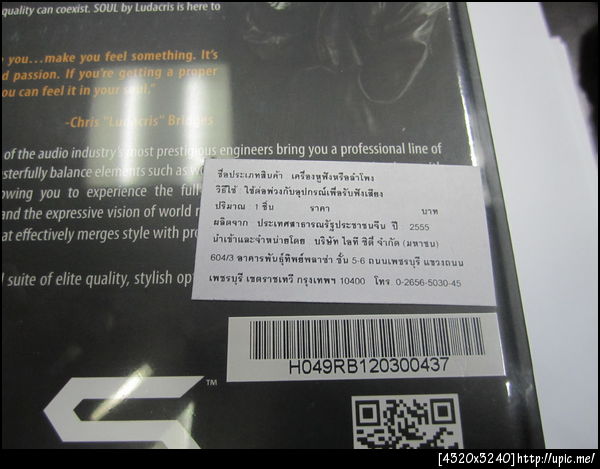 quality can coexist. SOUL by Ludacris is here to
you...make you feel something. It's
d passion. If you're getting a proper
ou can feel it in your soul."
-Chris "Ludacris" Bridges
of the audio industry's most prestigious engineers bring you a professional line of
sterfully balance elements such as
owing you to experience the full
and the expressive vision of world
at effectively merges style with
l suite of elite quality, stylish
ชื่อประเภทสินค้า เครื่องหูฟังหรือลำโพง
วิธีใช้ ใช้ต่อพ่วงกับอุปกรณ์เพื่อรับฟังเสียง
ปริมาณ 1 ชิ้น ราคา บาท
ผลิตจาก ประเทศสาธารณรัฐประชาชนจีน ปี 2555
นำเข้าและจำหน่ายโดย บริษัท ไอที ซิตี้ จำกัด (มหาชน)
604/3 อาคารพันธุ์ทิพย์พลาซ่า ชั้น 5-6 ถนนเพชรบุรี แขวงถนน
เพชรบุรี เขตราชเทวี กรุงเทพฯ 10400 โทร 0-2656-5030-45
H049RB120300437
TM
[4320x3240]http://upic.me/